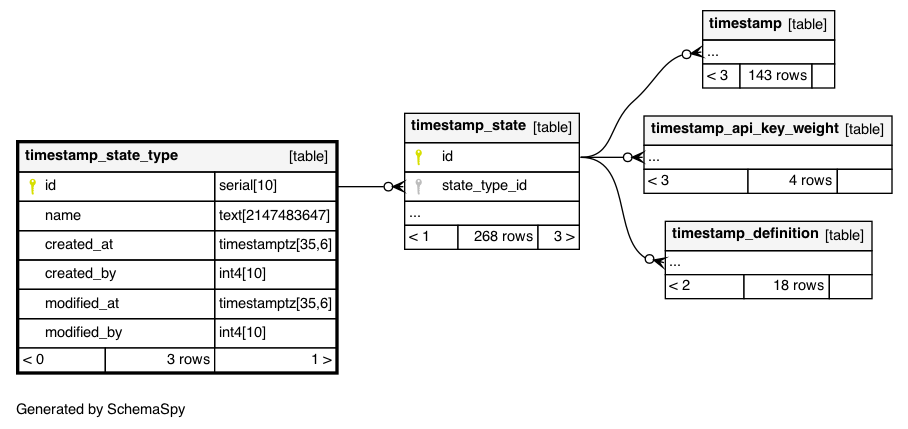 timestamp [table]
...
< 3 143 rows
timestamp_state [table]
id
state_type_id
...
< 1 268 rows 3 >
timestamp_api_key_weight [table]
...
< 3 4 rows
timestamp_state_type [table]
id serial[10]
name text[2147483647]
created_at timestamptz[35,6]
created_by int4[10]
modified_at timestamptz[35,6]
modified_by int4[10]
< 0 3 rows 1 >
timestamp_definition [table]
...
< 2 18 rows
Generated by SchemaSpy